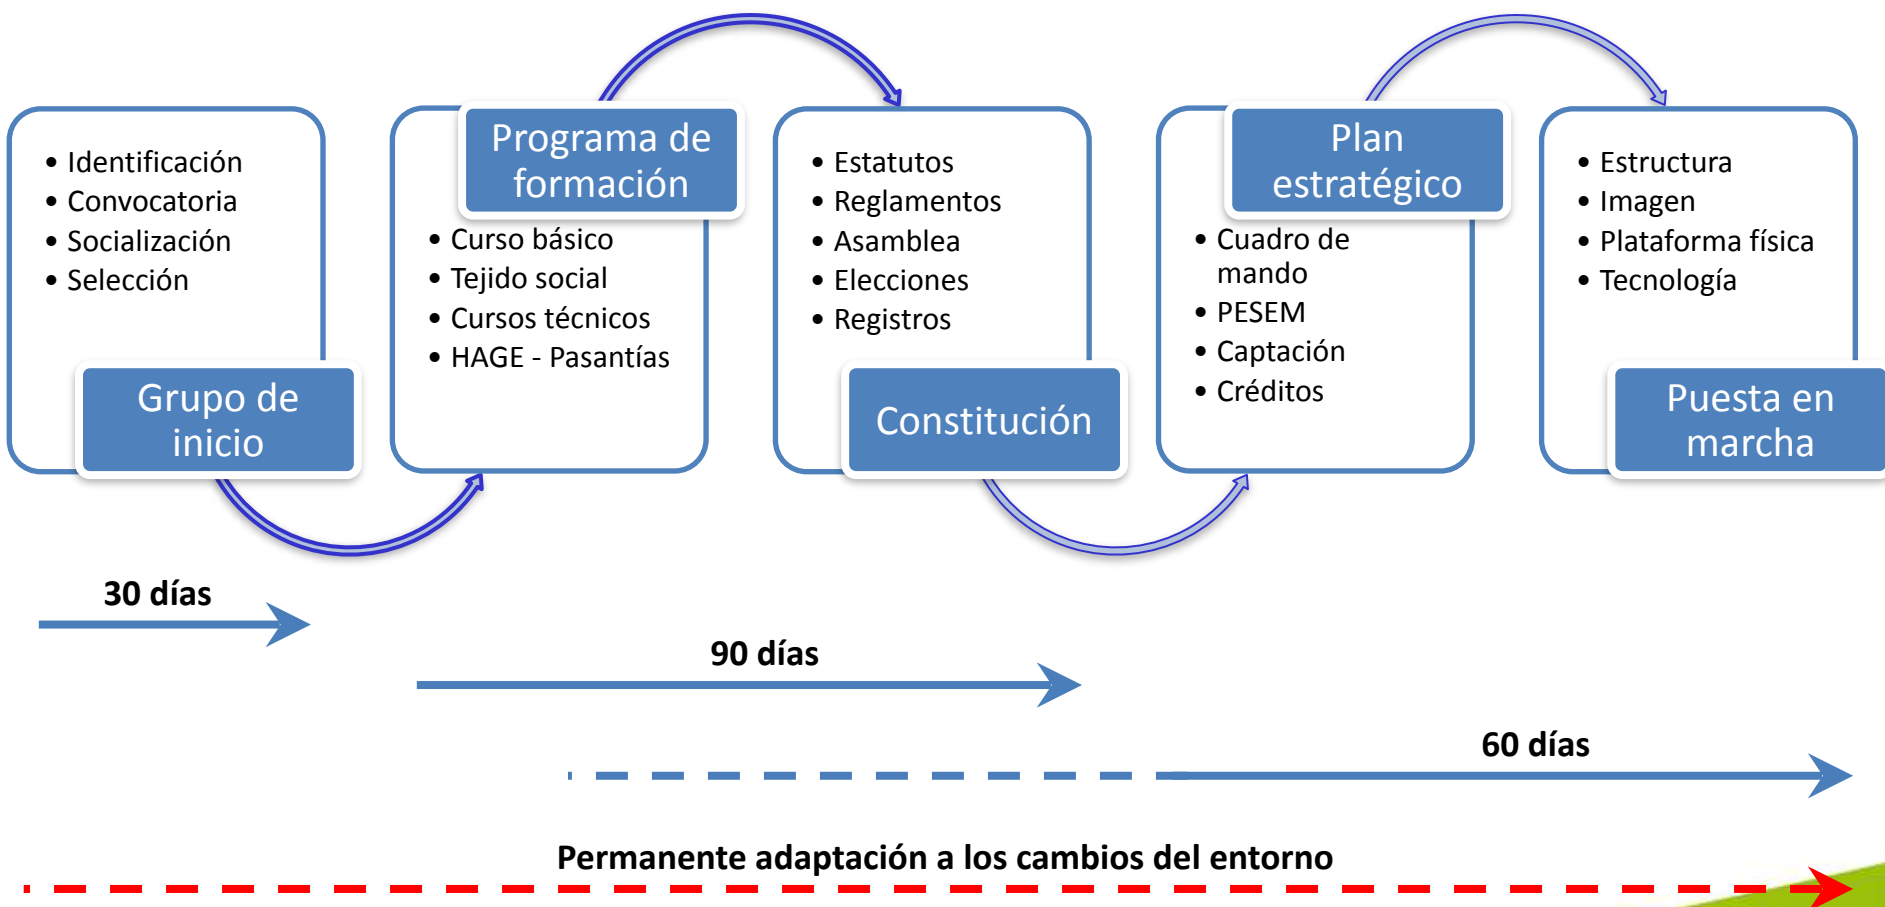 • Identificación
• Convocatoria
• Socialización
• Selección
Grupo de
inicio
Programa de
formación
• Curso básico
• Tejido social
• Cursos técnicos
• HAGE - Pasantías
• Estatutos
• Reglamentos
• Asamblea
• Elecciones
• Registros
Constitución
Plan
estratégico
• Cuadro de
mando
• PESEM
• Captación
• Créditos
• Estructura
• Imagen
• Plataforma física
• Tecnología
Puesta en
marcha
30 días
90 días
60 días
Permanente adaptación a los cambios del entorno